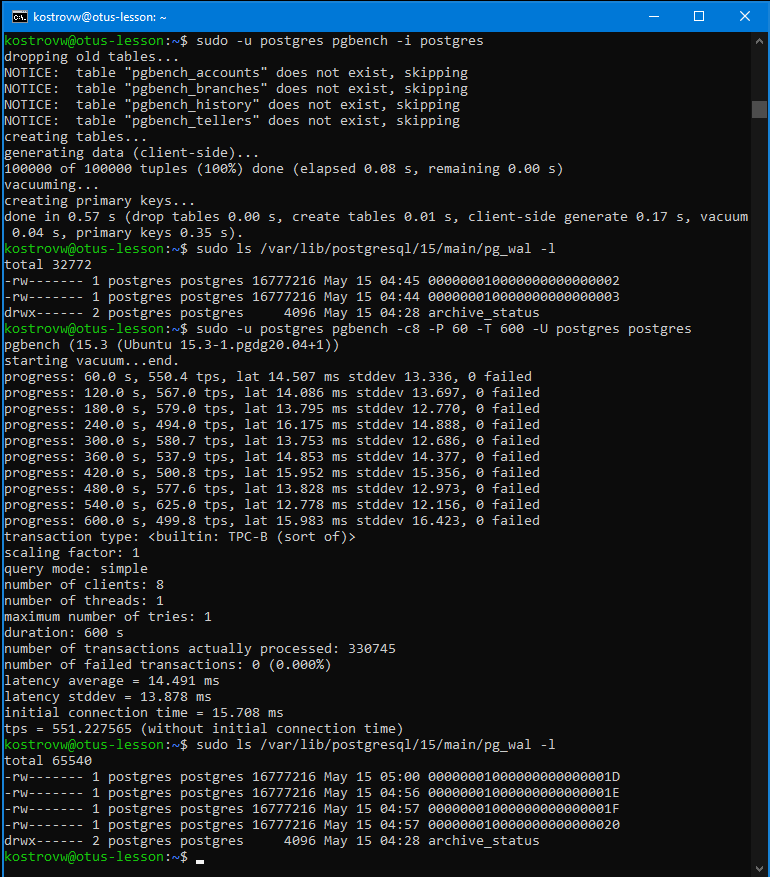 kostrovw@otus-lesson: ~
kostrovw@otus-lesson:~$ sudo -u postgres pgbench -i postgres
dropping old tables...
NOTICE:  table "pgbench_accounts" does not exist, skipping
NOTICE:  table "pgbench_branches" does not exist, skipping
NOTICE:  table "pgbench_history" does not exist, skipping
NOTICE:  table "pgbench_tellers" does not exist, skipping
creating tables...
generating data (client-side)...
100000 of 100000 tuples (100%) done (elapsed 0.08 s, remaining 0.00 s)
vacuuming...
creating primary keys...
done in 0.57 s (drop tables 0.00 s, create tables 0.01 s, client-side generate 0.17 s, vacuum
 0.04 s, primary keys 0.35 s).
kostrovw@otus-lesson:~$ sudo ls /var/lib/postgresql/15/main/pg_wal -l
total 32772
-rw------- 1 postgres postgres 16777216 May 15 04:45 000000010000000000000002
-rw------- 1 postgres postgres 16777216 May 15 04:44 000000010000000000000003
drwx------ 2 postgres postgres     4096 May 15 04:28 archive_status
kostrovw@otus-lesson:~$ sudo -u postgres pgbench -c8 -P 60 -T 600 -U postgres postgres
pgbench (15.3 (Ubuntu 15.3-1.pgdg20.04+1))
starting vacuum...end.
progress: 60.0 s, 550.4 tps, lat 14.507 ms stddev 13.336, 0 failed
progress: 120.0 s, 567.0 tps, lat 14.086 ms stddev 13.697, 0 failed
progress: 180.0 s, 579.0 tps, lat 13.795 ms stddev 12.770, 0 failed
progress: 240.0 s, 494.0 tps, lat 16.175 ms stddev 14.888, 0 failed
progress: 300.0 s, 580.7 tps, lat 13.753 ms stddev 12.686, 0 failed
progress: 360.0 s, 537.9 tps, lat 14.853 ms stddev 14.377, 0 failed
progress: 420.0 s, 500.8 tps, lat 15.952 ms stddev 15.356, 0 failed
progress: 480.0 s, 577.6 tps, lat 13.828 ms stddev 12.973, 0 failed
progress: 540.0 s, 625.0 tps, lat 12.778 ms stddev 12.156, 0 failed
progress: 600.0 s, 499.8 tps, lat 15.983 ms stddev 16.423, 0 failed
transaction type: <builtin: TPC-B (sort of)>
scaling factor: 1
query mode: simple
number of clients: 8
number of threads: 1
maximum number of tries: 1
duration: 600 s
number of transactions actually processed: 330745
number of failed transactions: 0 (0.000%)
latency average = 14.491 ms
latency stddev = 13.878 ms
initial connection time = 15.708 ms
tps = 551.227565 (without initial connection time)
kostrovw@otus-lesson:~$ sudo ls /var/lib/postgresql/15/main/pg_wal -l
total 65540
-rw------- 1 postgres postgres 16777216 May 15 05:00 00000001000000000000001D
-rw------- 1 postgres postgres 16777216 May 15 04:56 00000001000000000000001E
-rw------- 1 postgres postgres 16777216 May 15 04:57 00000001000000000000001F
-rw------- 1 postgres postgres 16777216 May 15 04:57 000000010000000000000020
drwx------ 2 postgres postgres     4096 May 15 04:28 archive_status
kostrovw@otus-lesson:~$